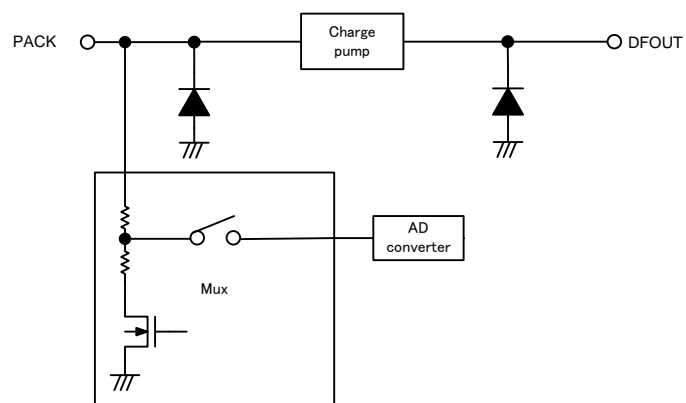 PACK
Charge
pump
DFOUT
AD
converter
Mux